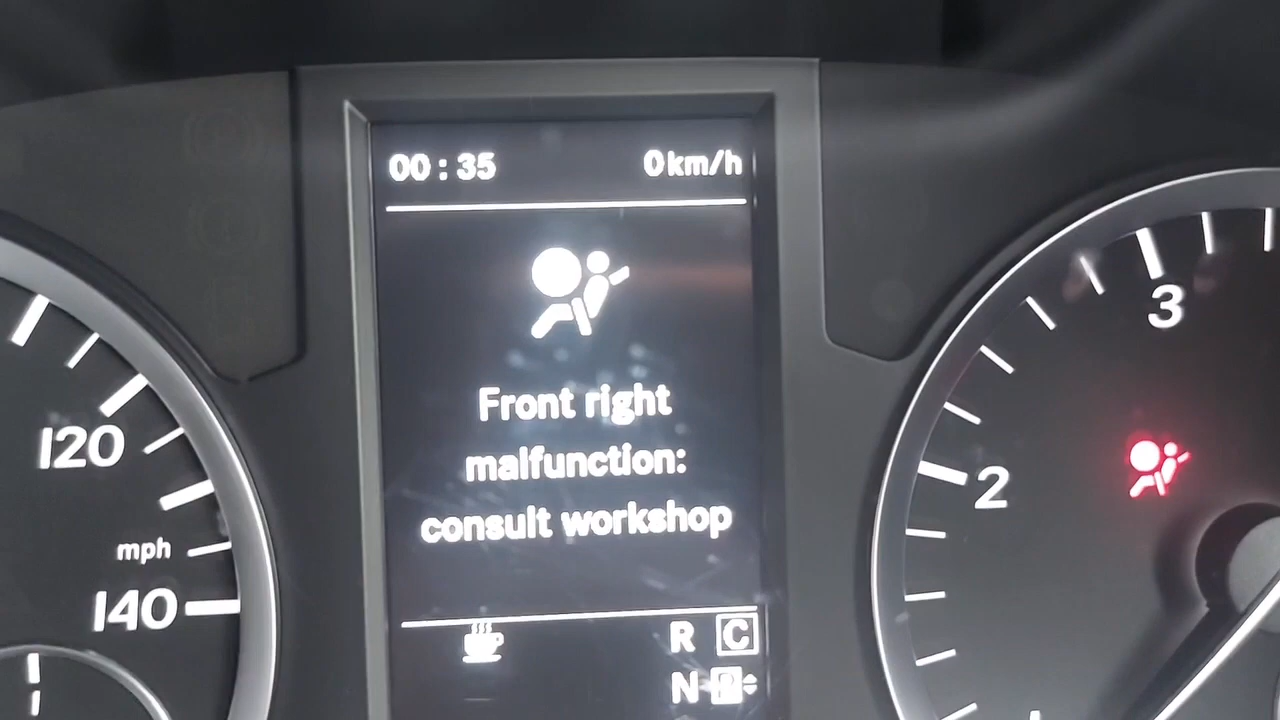 00:35 0km/h
Front right
malfunction:
consult workshop
R C
N
120
mph
140
3
2